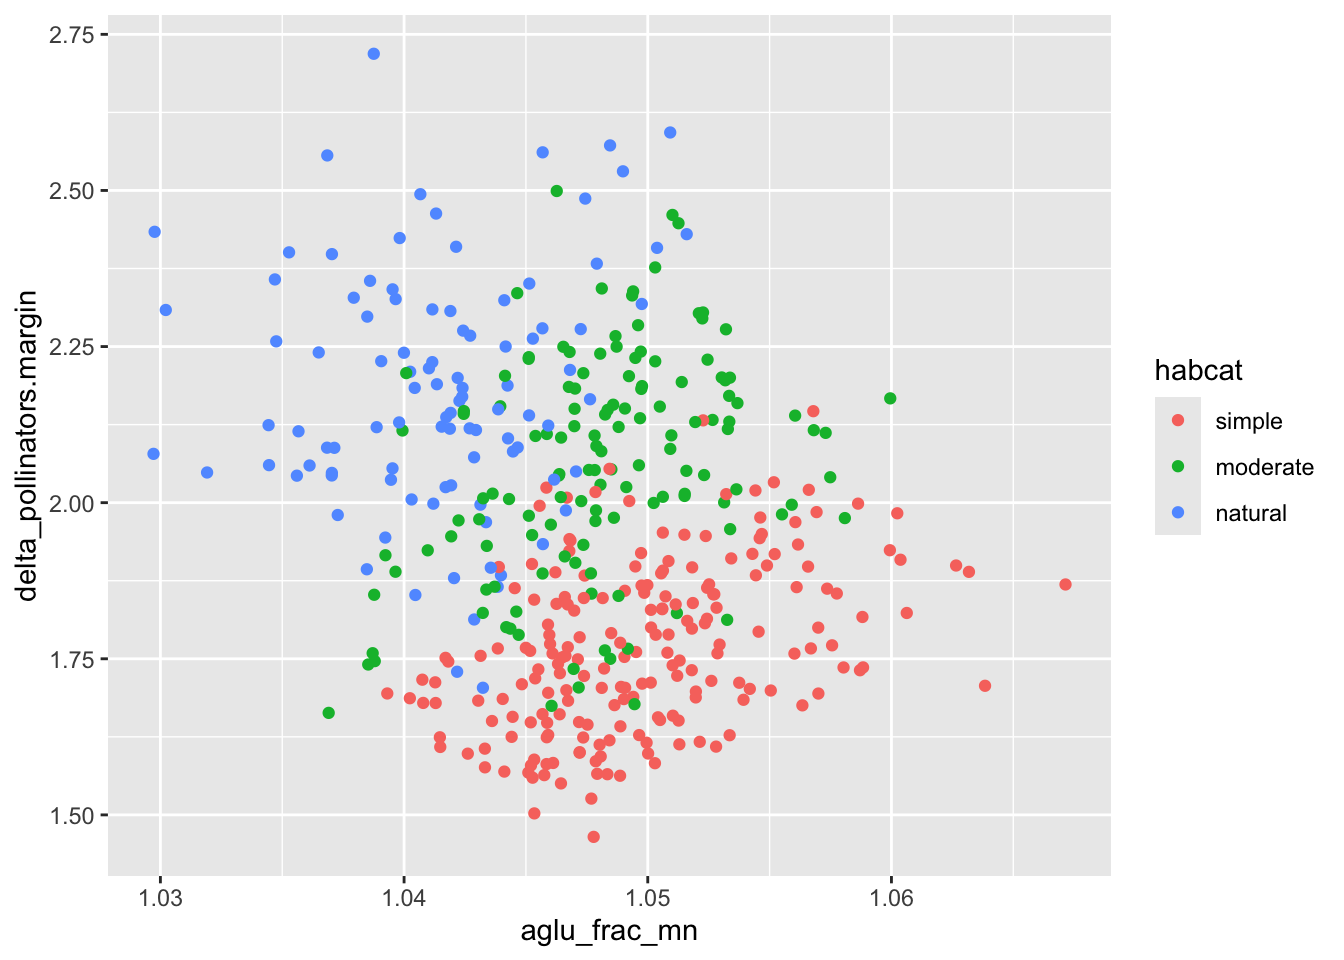 2.75
2.50
2.25
2.00
1.75
1.50
delta_pollinators.margin
1.03
1.04
1.05
1.06
aglu_frac_mn
habcat
simple
moderate
natural